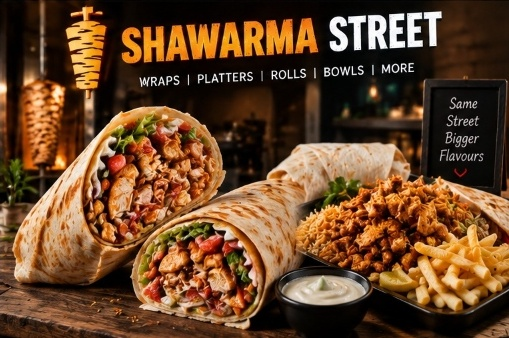 SHAWARMA STREET
WRAPS | PLATTERS | ROLLS | BOWLS | MORE
Same
Street
Bigger
Flavours